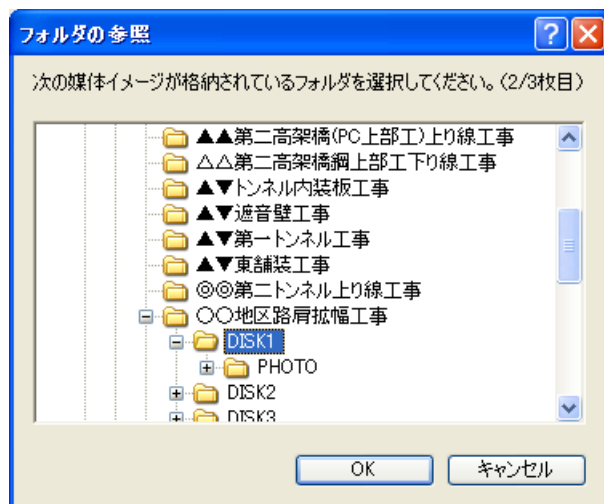 フォルダの参照
次の媒体イメージが格納されているフォルダを選択してください。(2/3枚目)
▲▲第二高架橋(PC上部工)上り線工事
△△第二高架橋鋼上部工下り線工事
▲▼トンネル内装板工事
▲▼遮音壁工事
▲▼第一トンネル工事
▲▼東舗装工事
◎◎第二トンネル上り線工事
〇〇地区路肩拡幅工事
DISK1
PHOTO
DISK2
DISK3
OK
キャンセル